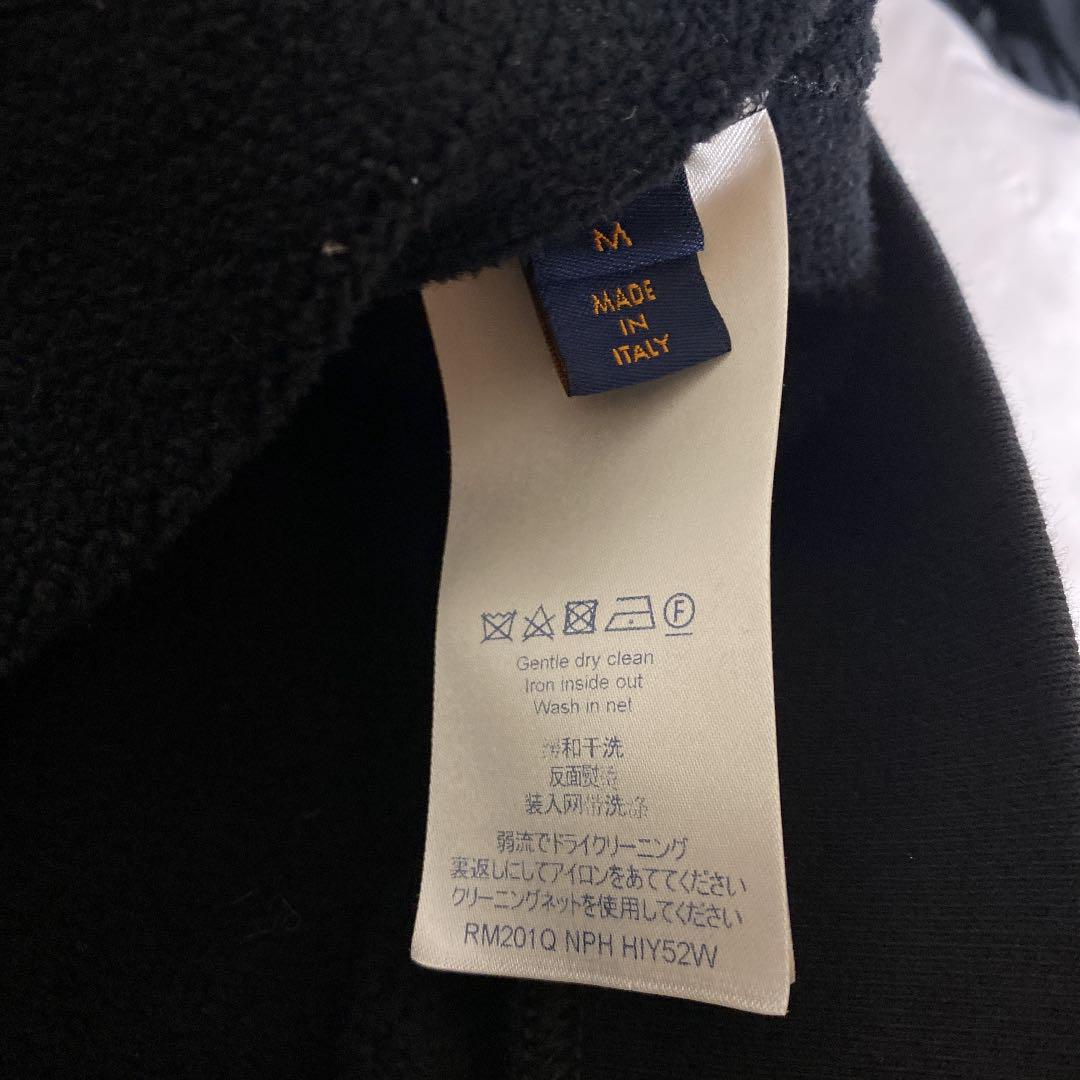 M
MADE
IN
ITALY
F
Gentle dry clean
Iron inside out
Wash in net
和干洗
反面熨
装入网带洗涤
弱流でドライクリーニング
裏返しにしてアイロンをあててください
クリーニングネットを使用してください
RM201Q NPH HIY52W